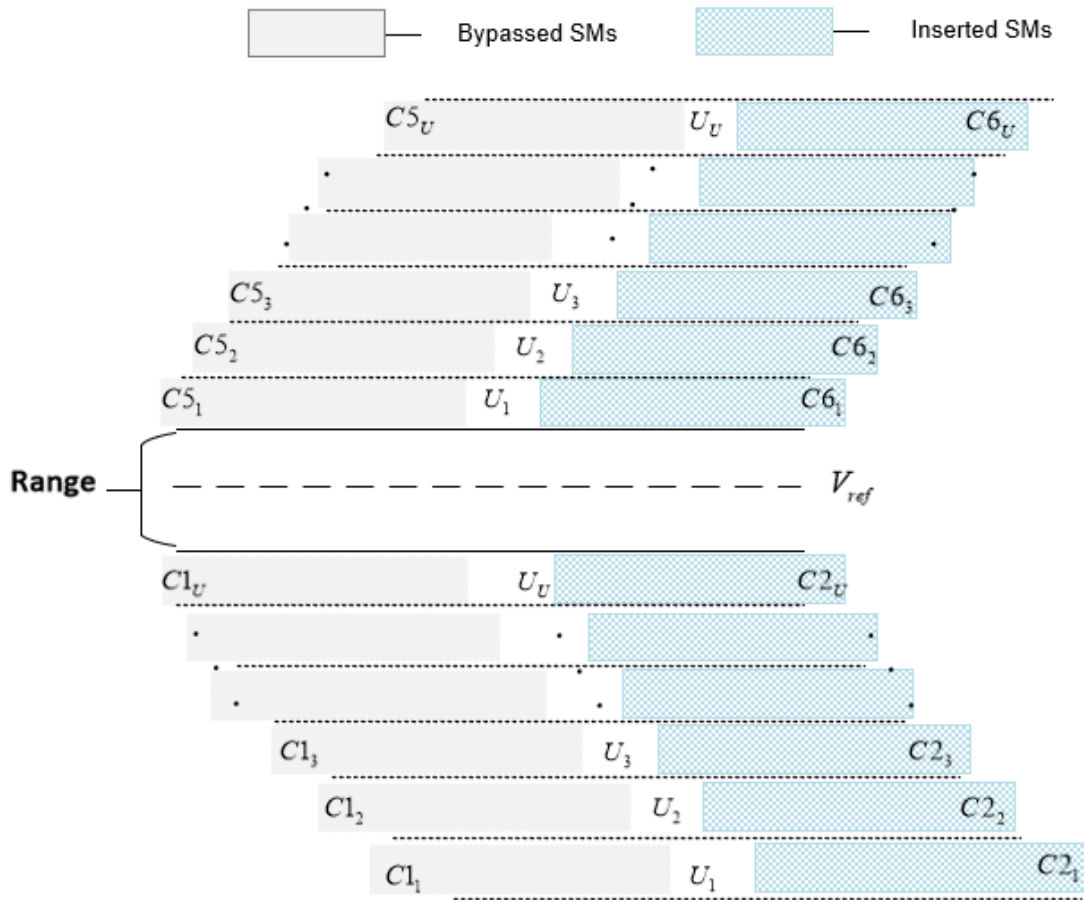 Bypassed SMs Inserted SMs
C5_U U_U C6_U
C5_3 U_3 C6_3
C5_2 U_2 C6_2
C5_1 U_1 C6_1
Range V_ref
C1_U U_U C2_U
C1_3 U_3 C2_3
C1_2 U_2 C2_2
C1_1 U_1 C2_1